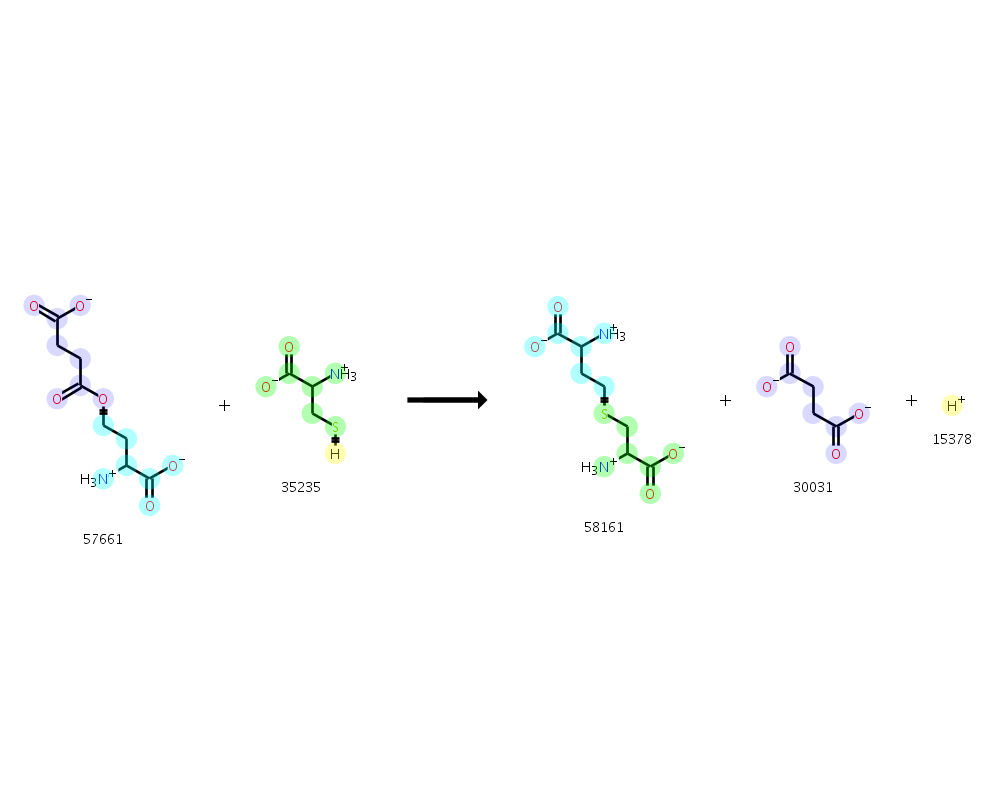 O O⁻
O O
H₃N⁺ O⁻
O
57661
+
O
O⁻ NH₃⁺
S
H
35235
O
O⁻ NH₃⁺
S
H₃N⁺ O⁻
O
58161
+
O
O⁻ O⁻
O
30031
+
H⁺
15378